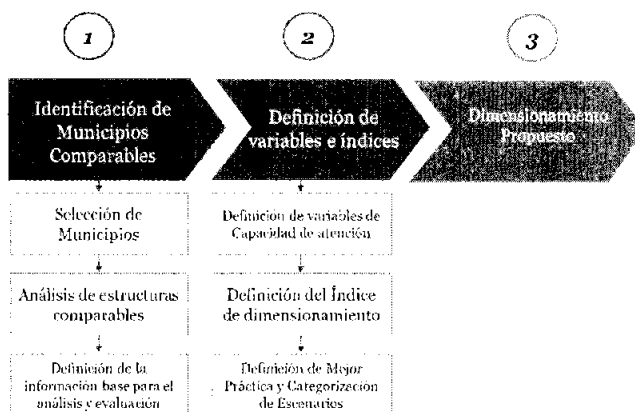 1
2
3
Identificación de
Municipios
Comparables
Definición de
variables e índices
Dimensionamiento
Propuesto
Selección de
Municipios
Definición de variables de
Capacidad de atención
Análisis de estructuras
comparables
Definición del Índice
de dimensionamiento
Definición de la
información base para el
análisis y evaluación
Definición de Mejor
Práctica y Categorización
de Escenarios